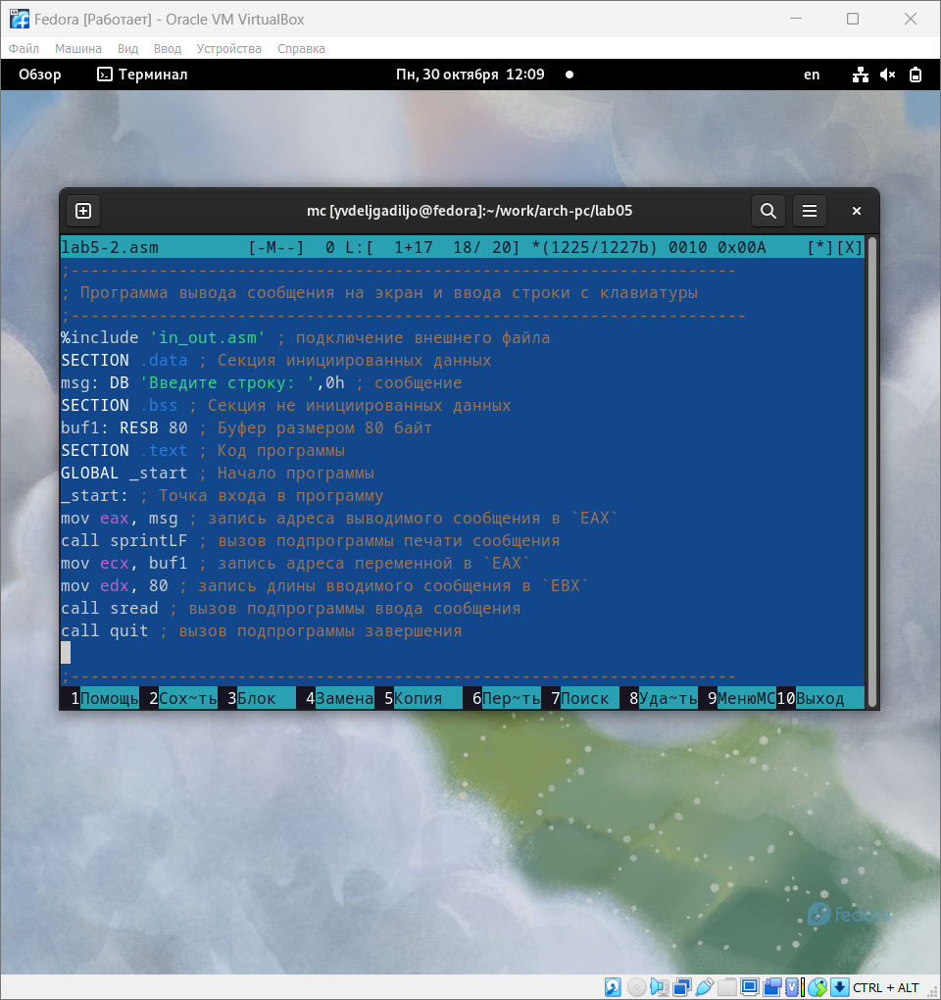 Fedora [Работает] - Oracle VM VirtualBox
Файл Машина Вид Ввод Устройства Справка
Обзор Терминал Пн, 30 октября 12:09 en
mc [yvdeljgadiljo@fedora]:~/work/arch-pc/lab05
lab5-2.asm [-M--] 0 L:[ 1+17 18/ 20] *(1225/1227b) 0010 0x00A [*][X]
;--------------------------------------------------------------------
; Программа вывода сообщения на экран и ввода строки с клавиатуры
;---------------------------------------------------------------------
%include 'in_out.asm' ; подключение внешнего файла
SECTION .data ; Секция инициированных данных
msg: DB 'Введите строку: ',0h ; сообщение
SECTION .bss ; Секция не инициированных данных
buf1: RESB 80 ; Буфер размером 80 байт
SECTION .text ; Код программы
GLOBAL _start ; Начало программы
_start: ; Точка входа в программу
mov eax, msg ; запись адреса выводимого сообщения в `EAX`
call sprintLF ; вызов подпрограммы печати сообщения
mov ecx, buf1 ; запись адреса переменной в `EAX`
mov edx, 80 ; запись длины вводимого сообщения в `EBX`
call sread ; вызов подпрограммы ввода сообщения
call quit ; вызов подпрограммы завершения
;--------------------------------------------------------------------
1Помощь 2Сох~ть 3Блок 4Замена 5Копия 6Пер~ть 7Поиск 8Уда~ть 9МенюMC 10Выход
fedora
CTRL + ALT